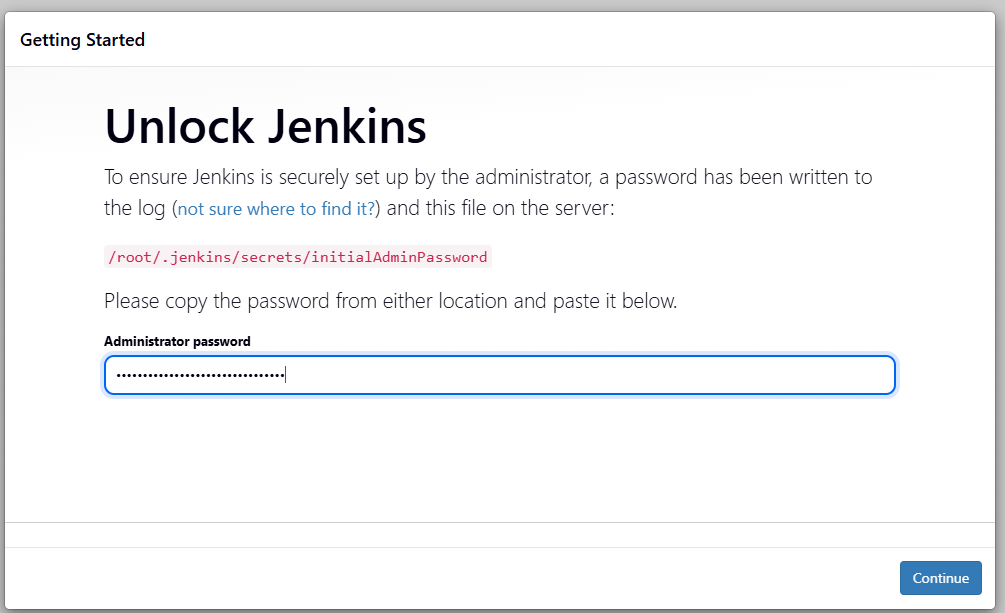 Getting Started
Unlock Jenkins
To ensure Jenkins is securely set up by the administrator, a password has been written to
the log (not sure where to find it?) and this file on the server:
/root/.jenkins/secrets/initialAdminPassword
Please copy the password from either location and paste it below.
Administrator password
••••••••••••••••••••••••••••••••
Continue